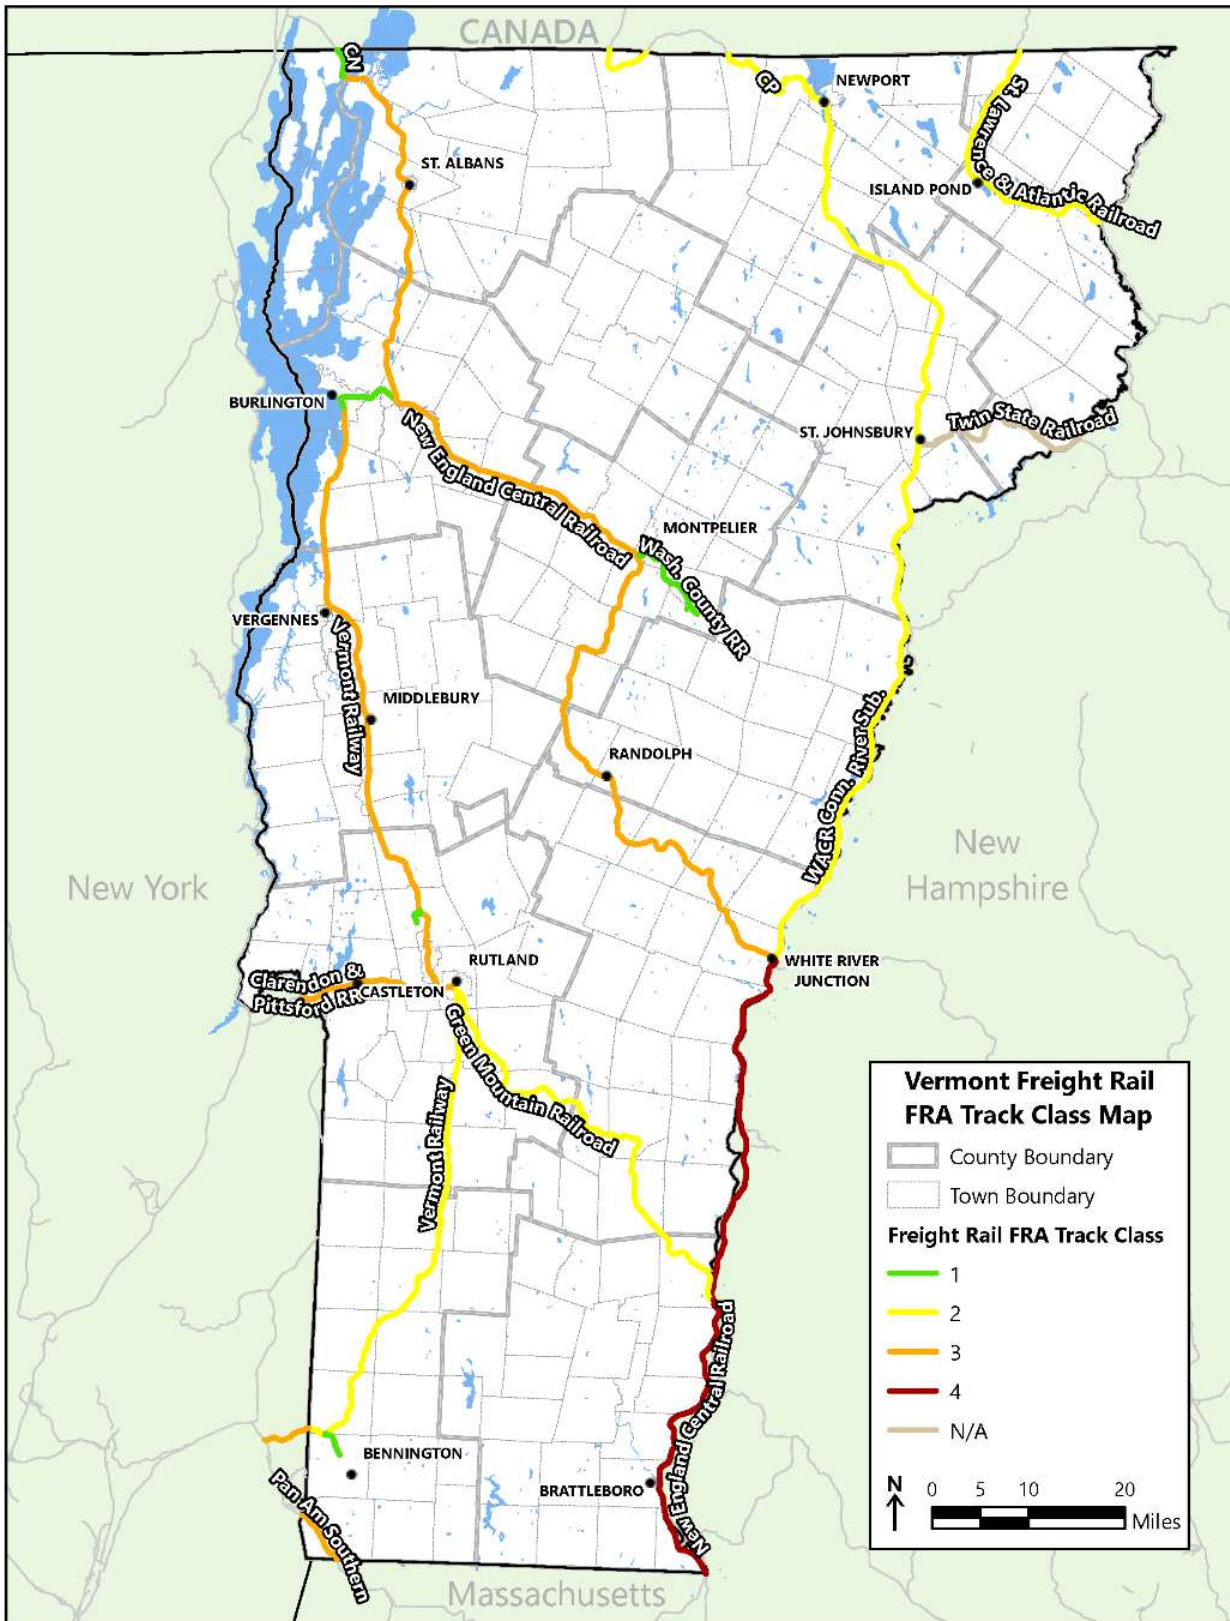 CANADA
CN
CP
NEWPORT
St. Lawrence & Atlantic Railroad
ST. ALBANS
ISLAND POND
BURLINGTON
New England Central Railroad
ST. JOHNSBURY
Twin State Railroad
MONTPELIER
Wash. County RR
VERGENNES
Vermont Railway
MIDDLEBURY
RANDOLPH
WACR Conn. River Sub.
New York
New
Hampshire
Clarendon &
Pittsford RR
CASTLETON
RUTLAND
WHITE RIVER
JUNCTION
Green Mountain Railroad
Vermont Railway
New England Central Railroad
BENNINGTON
BRATTLEBORO
Pan Am Southern
Massachusetts
Vermont Freight Rail
FRA Track Class Map
County Boundary
Town Boundary
Freight Rail FRA Track Class
1
2
3
4
N/A
N
0 5 10 20
Miles